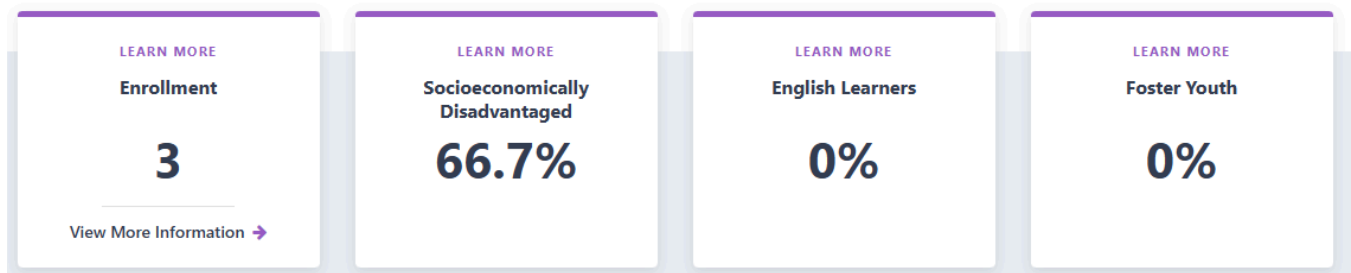 LEARN MORE
Enrollment
3
View More Information
LEARN MORE
Socioeconomically
Disadvantaged
66.7%
LEARN MORE
English Learners
0%
LEARN MORE
Foster Youth
0%